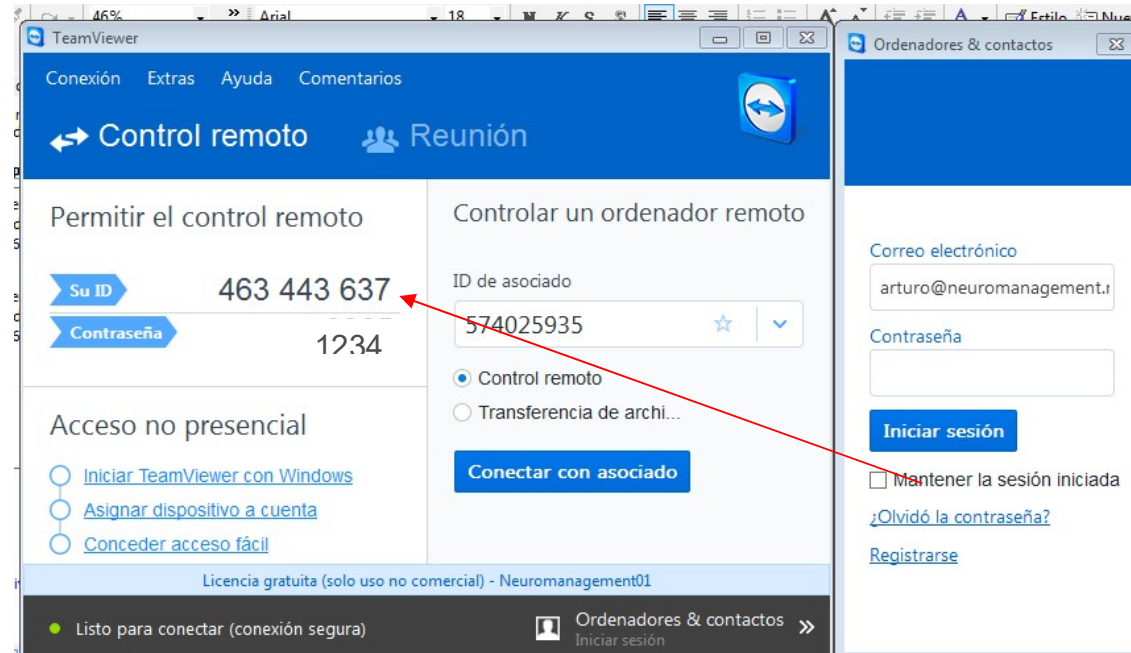 46%
»
Arial
18
N K S
Estilo
TeamViewer
Conexión Extras Ayuda Comentarios
Control remoto Reunión
Permitir el control remoto
Su ID 463 443 637
Contraseña 1234
Acceso no presencial
Iniciar TeamViewer con Windows
Asignar dispositivo a cuenta
Conceder acceso fácil
Controlar un ordenador remoto
ID de asociado
574025935
Control remoto
Transferencia de archi...
Conectar con asociado
Licencia gratuita (solo uso no comercial) - Neuromanagement01
Listo para conectar (conexión segura)
Ordenadores & contactos »
Iniciar sesión
Ordenadores & contactos
Correo electrónico
arturo@neuromanagement.r
Contraseña
Iniciar sesión
Mantener la sesión iniciada
¿Olvidó la contraseña?
Registrarse